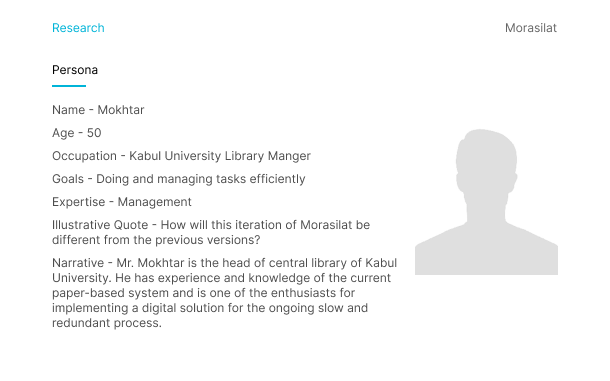 Research
Morasilat
Persona
Name - Mokhtar
Age - 50
Occupation - Kabul University Library Manger
Goals - Doing and managing tasks efficiently
Expertise - Management
Illustrative Quote - How will this iteration of Morasilat be
different from the previous versions?
Narrative - Mr. Mokhtar is the head of central library of Kabul
University. He has experience and knowledge of the current
paper-based system and is one of the enthusiasts for
implementing a digital solution for the ongoing slow and
redundant process.